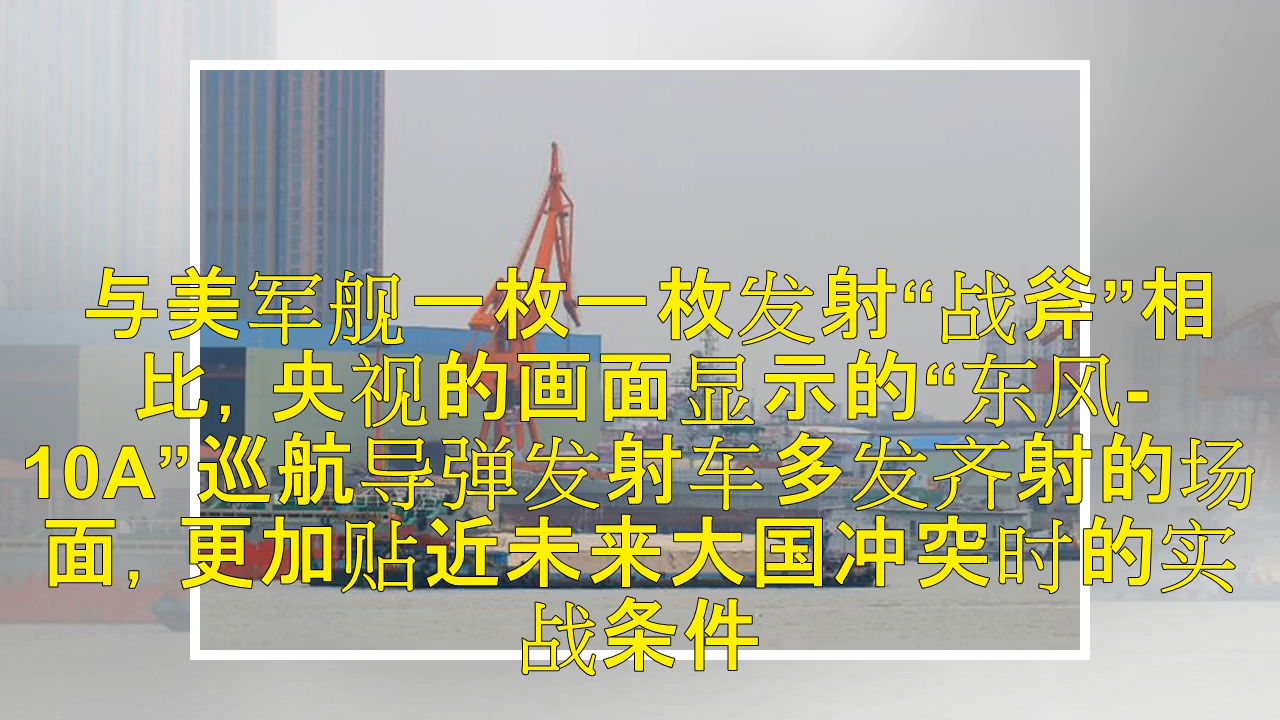 与美军舰一枚一枚发射“战斧”相
比，央视的画面显示的“东风-
10A”巡航导弹发射车多发齐射的场
面，更加贴近未来大国冲突时的实
战条件